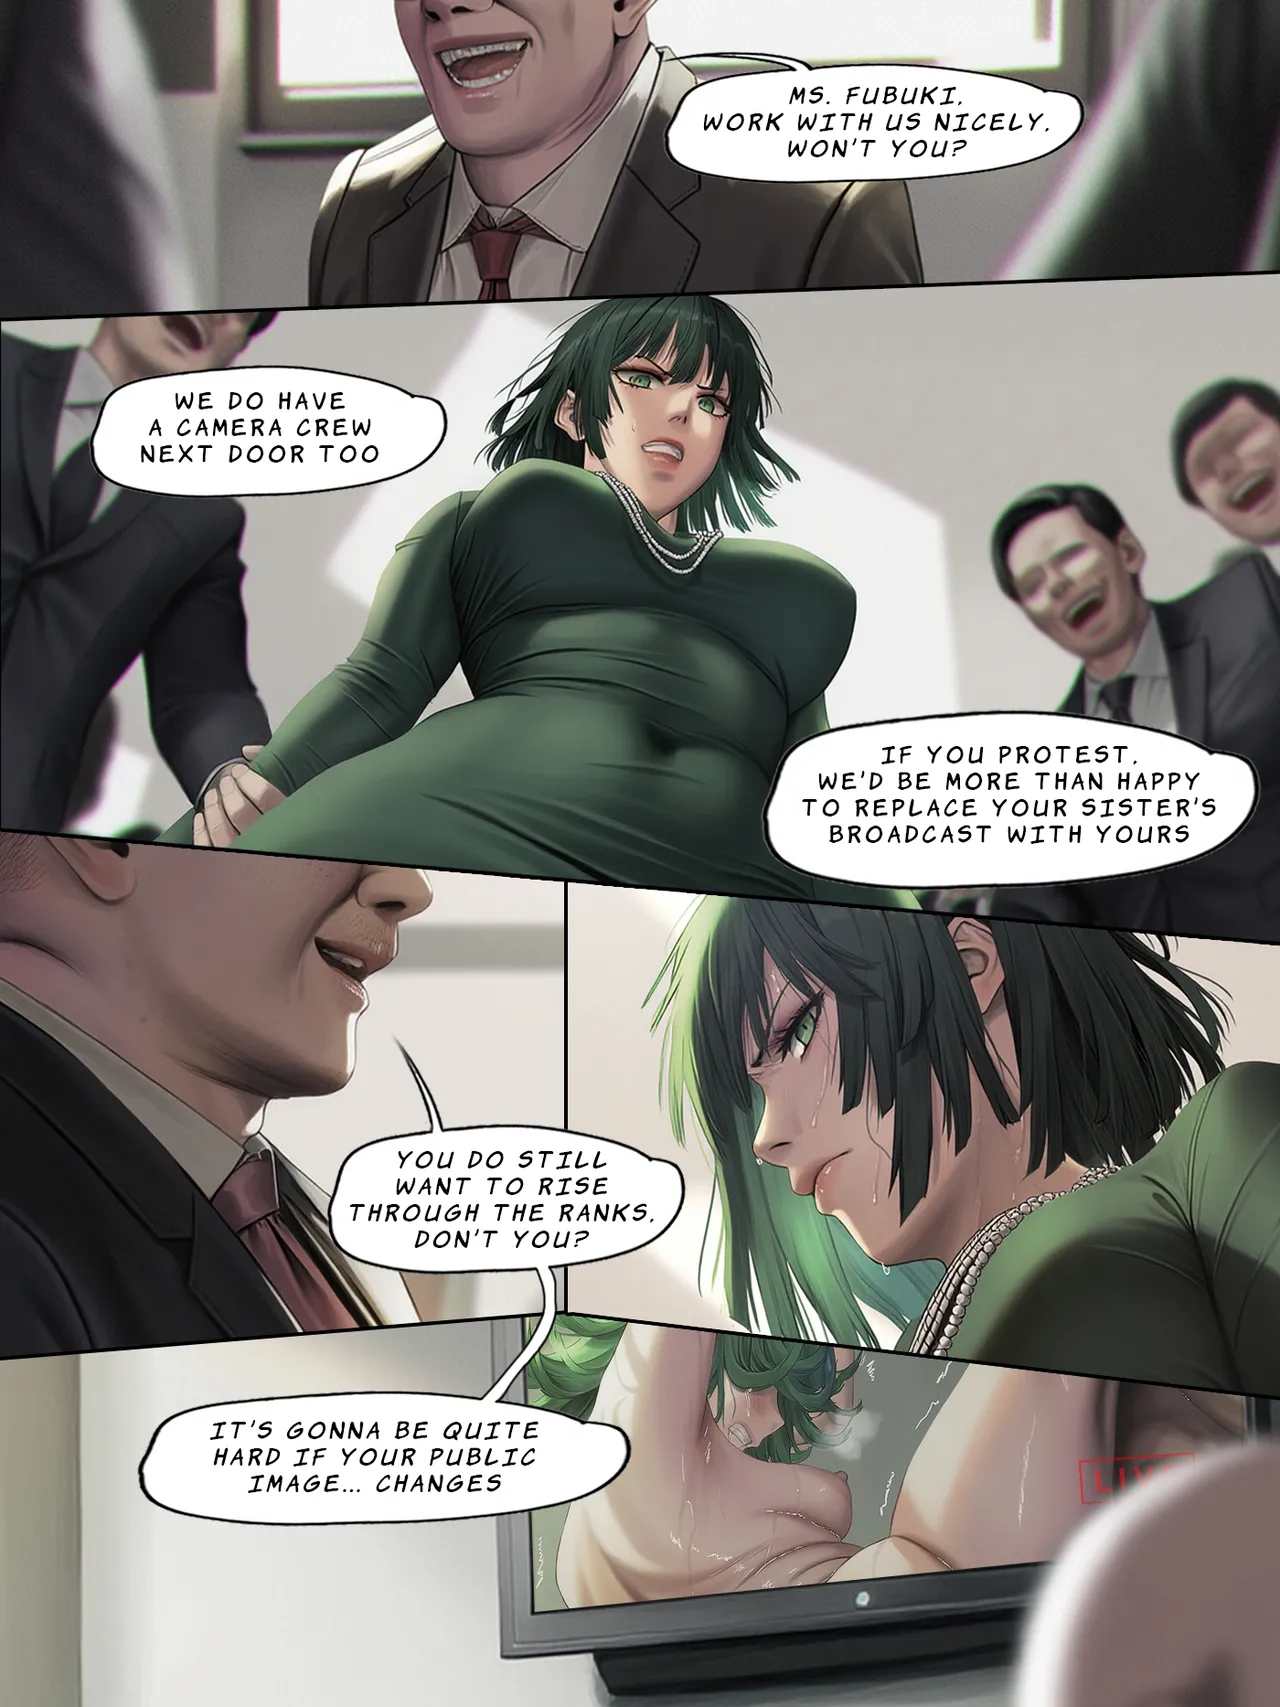 MS. FUBUKI,
WORK WITH US NICELY,
WON'T YOU?
WE DO HAVE
A CAMERA CREW
NEXT DOOR TOO
IF YOU PROTEST,
WE'D BE MORE THAN HAPPY
TO REPLACE YOUR SISTER'S
BROADCAST WITH YOURS
YOU DO STILL
WANT TO RISE
THROUGH THE RANKS,
DON'T YOU?
IT'S GONNA BE QUITE
HARD IF YOUR PUBLIC
IMAGE... CHANGES